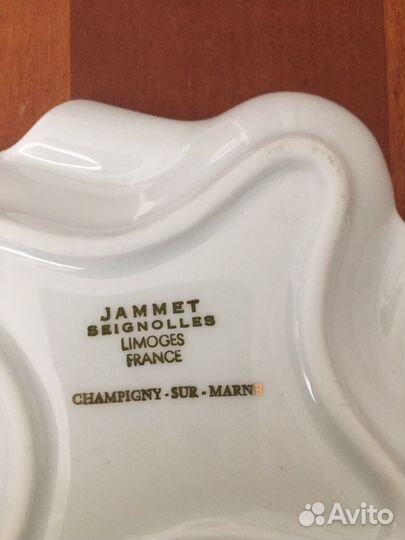 JAMMET
SEIGNOLLES
LIMOGES
FRANCE
CHAMPIGNY - SUR - MARNE
Avito